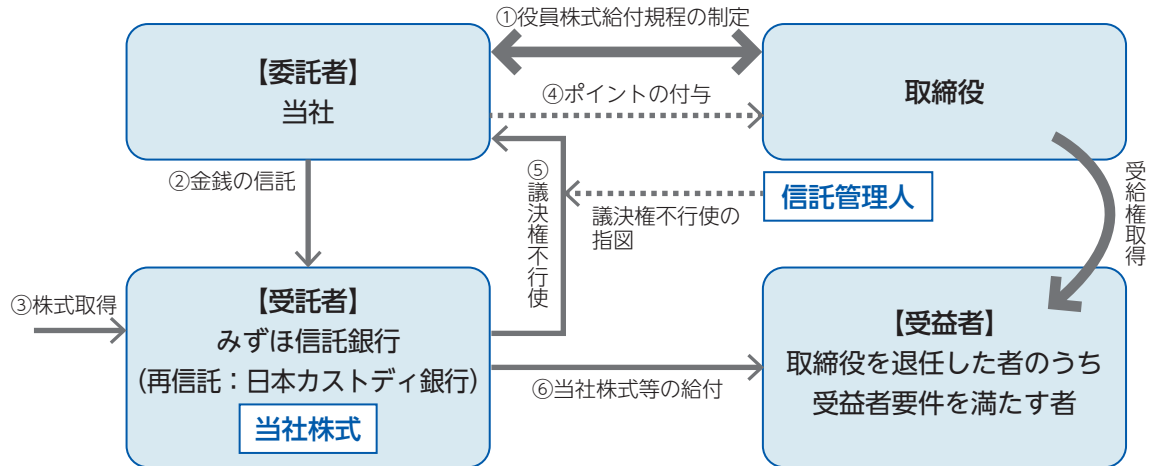 ①役員株式給付規程の制定
【委託者】
当社
取締役
④ポイントの付与
②金銭の信託
⑤議決権不行使
議決権不行使の
指図
信託管理人
受給権取得
③株式取得
【受託者】
みずほ信託銀行
(再信託：日本カストディ銀行)
当社株式
⑥当社株式等の給付
【受益者】
取締役を退任した者のうち
受益者要件を満たす者